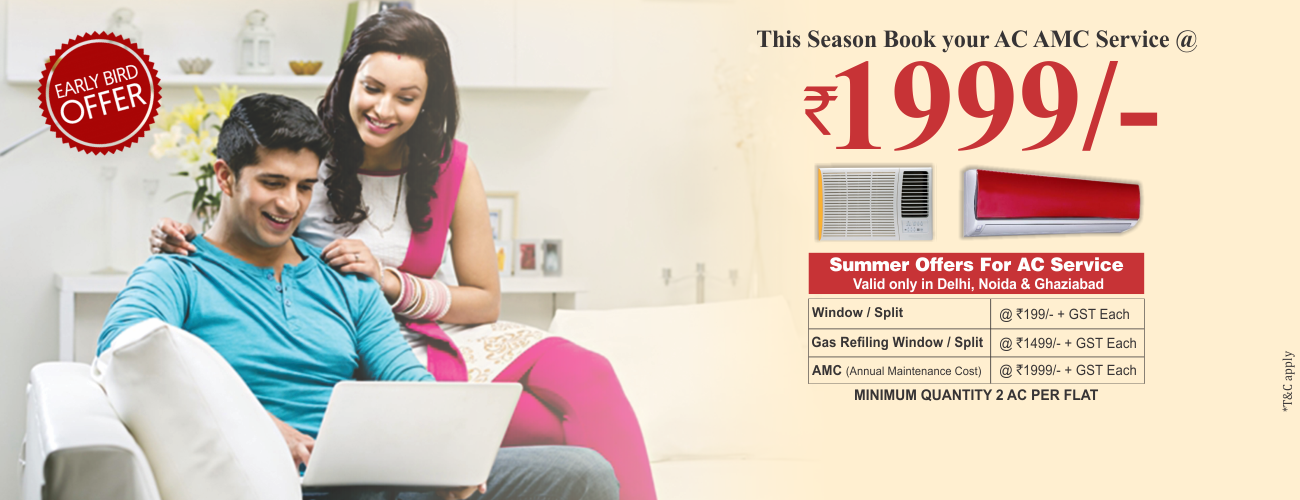 EARLY BIRD
OFFER
This Season Book your AC AMC Service @
₹1999/-
Summer Offers For AC Service
Valid only in Delhi, Noida & Ghaziabad
Window / Split @ ₹199/- + GST Each
Gas Refiling Window / Split @ ₹1499/- + GST Each
AMC (Annual Maintenance Cost) @ ₹1999/- + GST Each
MINIMUM QUANTITY 2 AC PER FLAT
*T&C apply